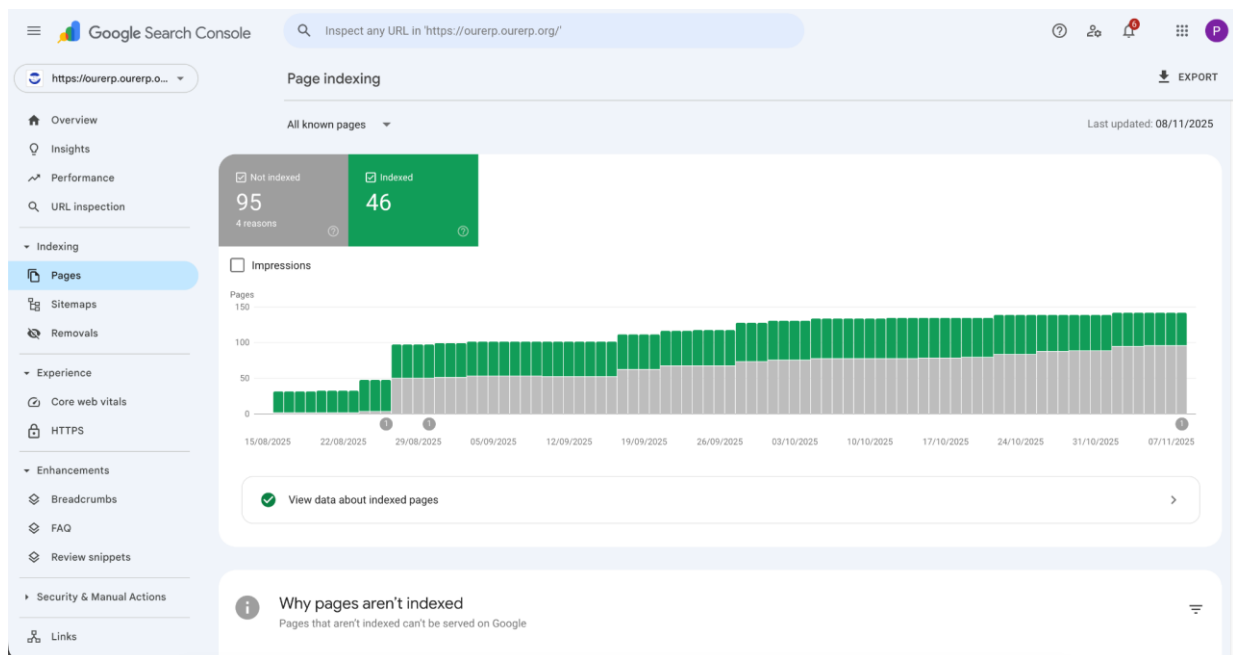 Google Search Console
Inspect any URL in 'https://ourerp.ourerp.org/'
6
P
https://ourerp.ourerp.o...
Page indexing
EXPORT
Overview
Insights
Performance
URL inspection
Indexing
Pages
Sitemaps
Removals
Experience
Core web vitals
HTTPS
Enhancements
Breadcrumbs
FAQ
Review snippets
Security & Manual Actions
Links
All known pages
Last updated: 08/11/2025
Not indexed
95
4 reasons
Indexed
46
Impressions
Pages
150
100
50
0
1
1
1
15/08/2025 22/08/2025 29/08/2025 05/09/2025 12/09/2025 19/09/2025 26/09/2025 03/10/2025 10/10/2025 17/10/2025 24/10/2025 31/10/2025 07/11/2025
View data about indexed pages
Why pages aren't indexed
Pages that aren't indexed can't be served on Google